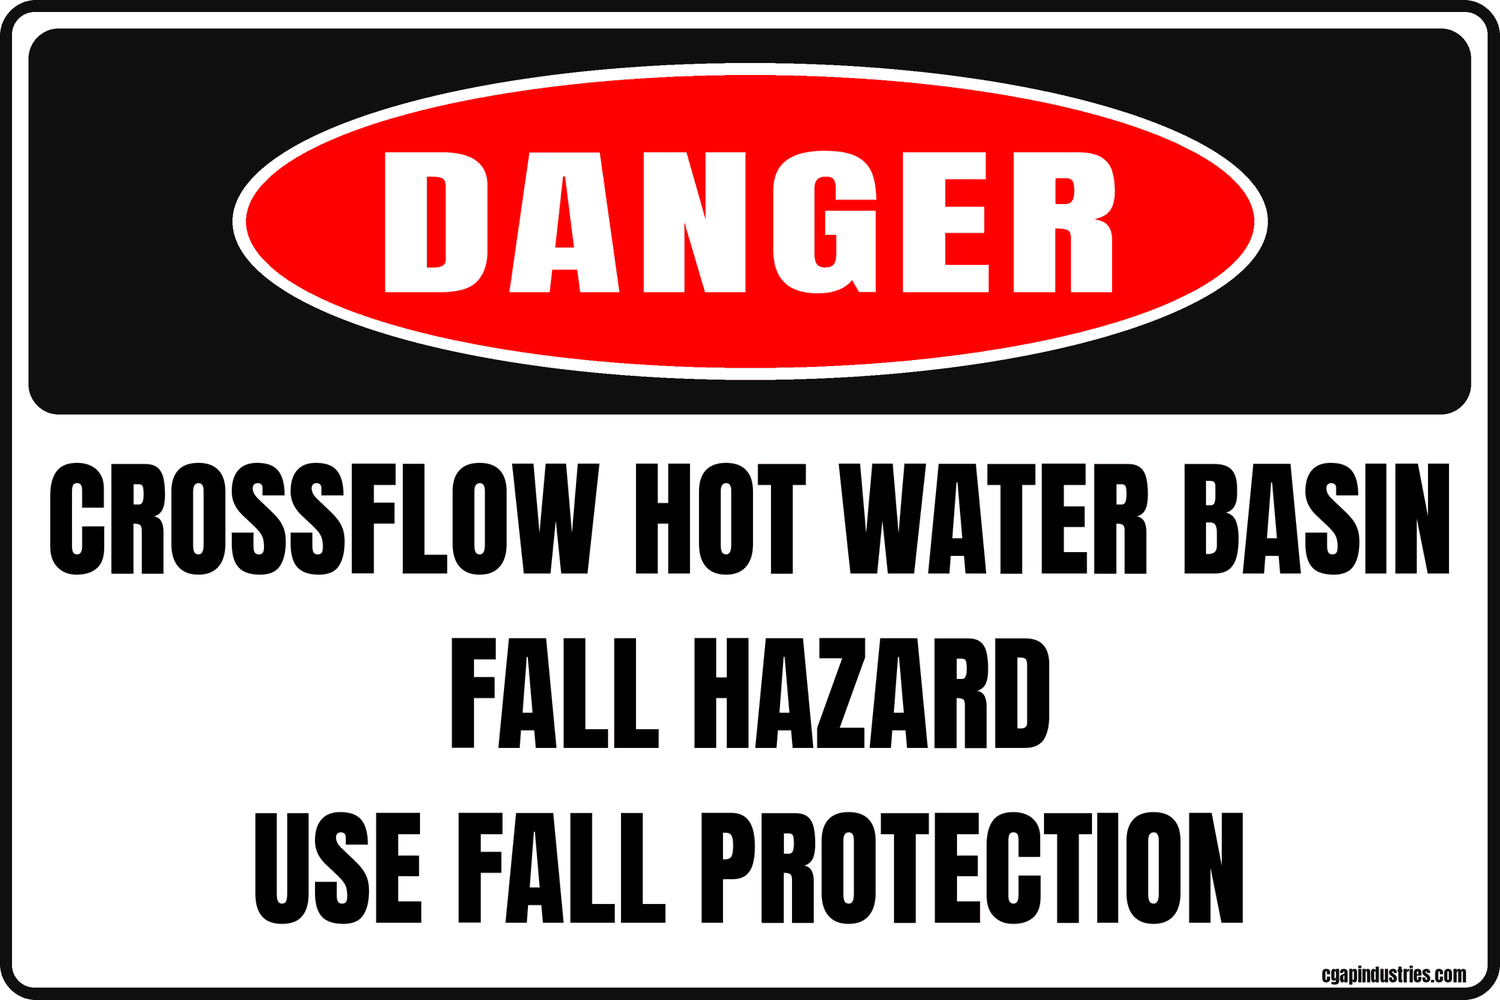 DANGER
CROSSFLOW HOT WATER BASIN
FALL HAZARD
USE FALL PROTECTION
cgapindustries.com